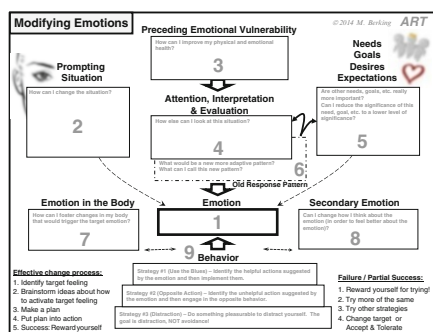 Modifying Emotions
Preceding Emotional Vulnerability
© 2014 M. Berking ART
How can I improve my physical and emotional
health?
3
Prompting
Situation
How can I change the situation?
2
Needs
Goals
Desires
Expectations
Are other needs, goals, etc. really
more important?
Can I reduce the significance of this
need, goal, etc. to a lower level of
significance?
5
Attention, Interpretation
& Evaluation
How else can I look at this situation?
4
What would be a new more adaptive pattern?
What can I call this new pattern?
6
Old Response Pattern
Emotion in the Body
How can I foster changes in my body
that would trigger the target emotion?
7
Emotion
1
Secondary Emotion
Can I change how I think about the
emotion (in order to feel better about the
emotion)?
8
9
Behavior
Strategy #1 (Use the Blues) – Identify the helpful actions suggested
by the emotion and then implement them.
Strategy #2 (Opposite Action) – Identify the unhelpful action suggested by
the emotion and then engage in the opposite behavior.
Strategy #3 (Distraction) – Do something pleasurable to distract yourself. The
goal is distraction, NOT avoidance!
Effective change process:
1. Identify target feeling
2. Brainstorm ideas about how
to activate target feeling
3. Make a plan
4. Put plan into action
5. Success: Reward yourself
Failure / Partial Success:
1. Reward yourself for trying!
2. Try more of the same
3. Try other strategies
4. Change target or
Accept & Tolerate